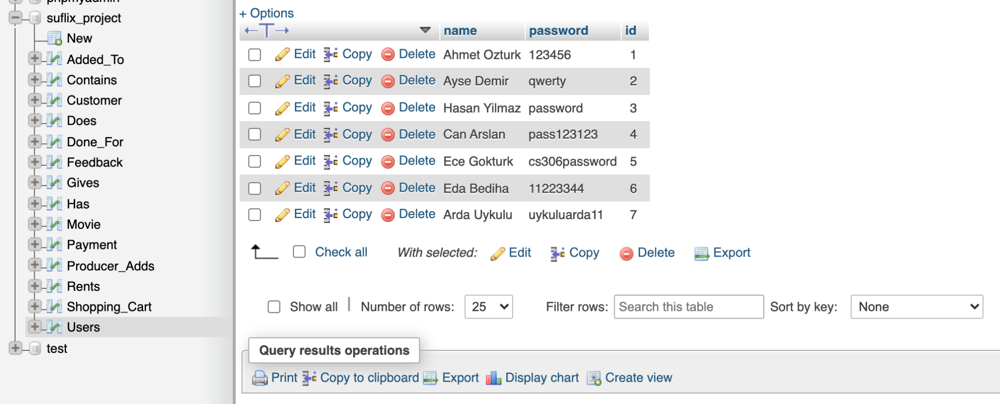 phpmyadmin
suflix_project
New
Added_To
Contains
Customer
Does
Done_For
Feedback
Gives
Has
Movie
Payment
Producer_Adds
Rents
Shopping_Cart
Users
test
+ Options
name password id
Edit Copy Delete Ahmet Ozturk 123456 1
Edit Copy Delete Ayse Demir qwerty 2
Edit Copy Delete Hasan Yilmaz password 3
Edit Copy Delete Can Arslan pass123123 4
Edit Copy Delete Ece Gokturk cs306password 5
Edit Copy Delete Eda Bediha 11223344 6
Edit Copy Delete Arda Uykulu uykuluarda11 7
Check all With selected: Edit Copy Delete Export
Show all | Number of rows: 25 Filter rows: Search this table Sort by key: None
Query results operations
Print Copy to clipboard Export Display chart Create view